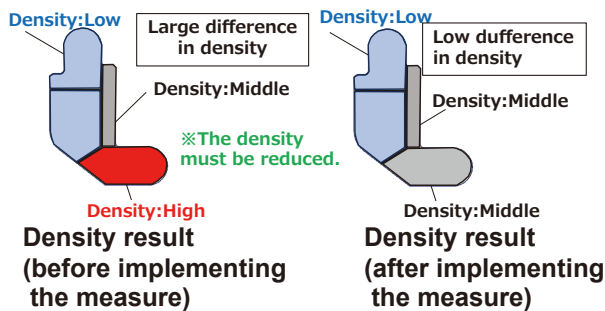 Density:Low
Large difference
in density
Density:Middle
※The density
must be reduced.
Density:High
Density result
(before implementing
the measure)
Density:Low
Low dufference
in density
Density:Middle
Density:Middle
Density result
(after implementing
the measure)